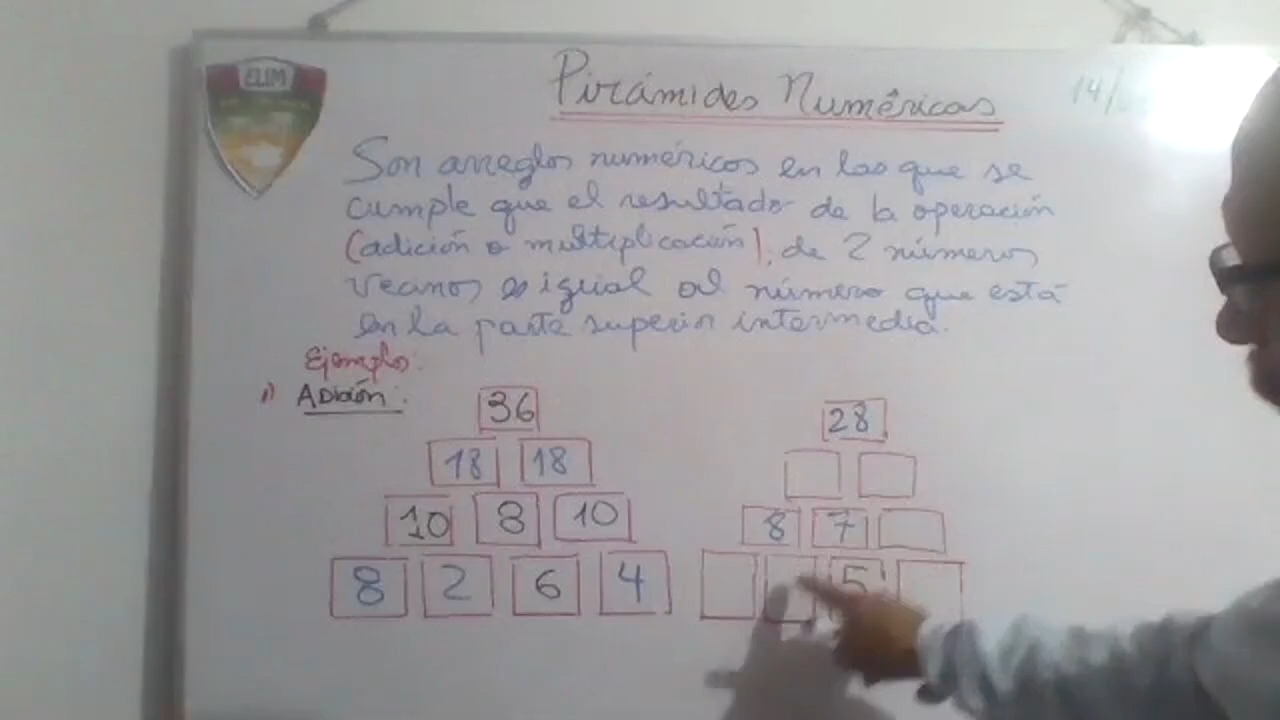 ELIM
Pirámides Numéricas
14/
Son arreglos numéricos en las que se
cumple que el resultado de la operación
(adición o multiplicación), de 2 números
vecinos es igual al número que está
en la parte superior intermedia.
Ejemplo:
1) ADICIÓN:
36
28
18 18
10 8 10
8 7
8 2 6 4
5